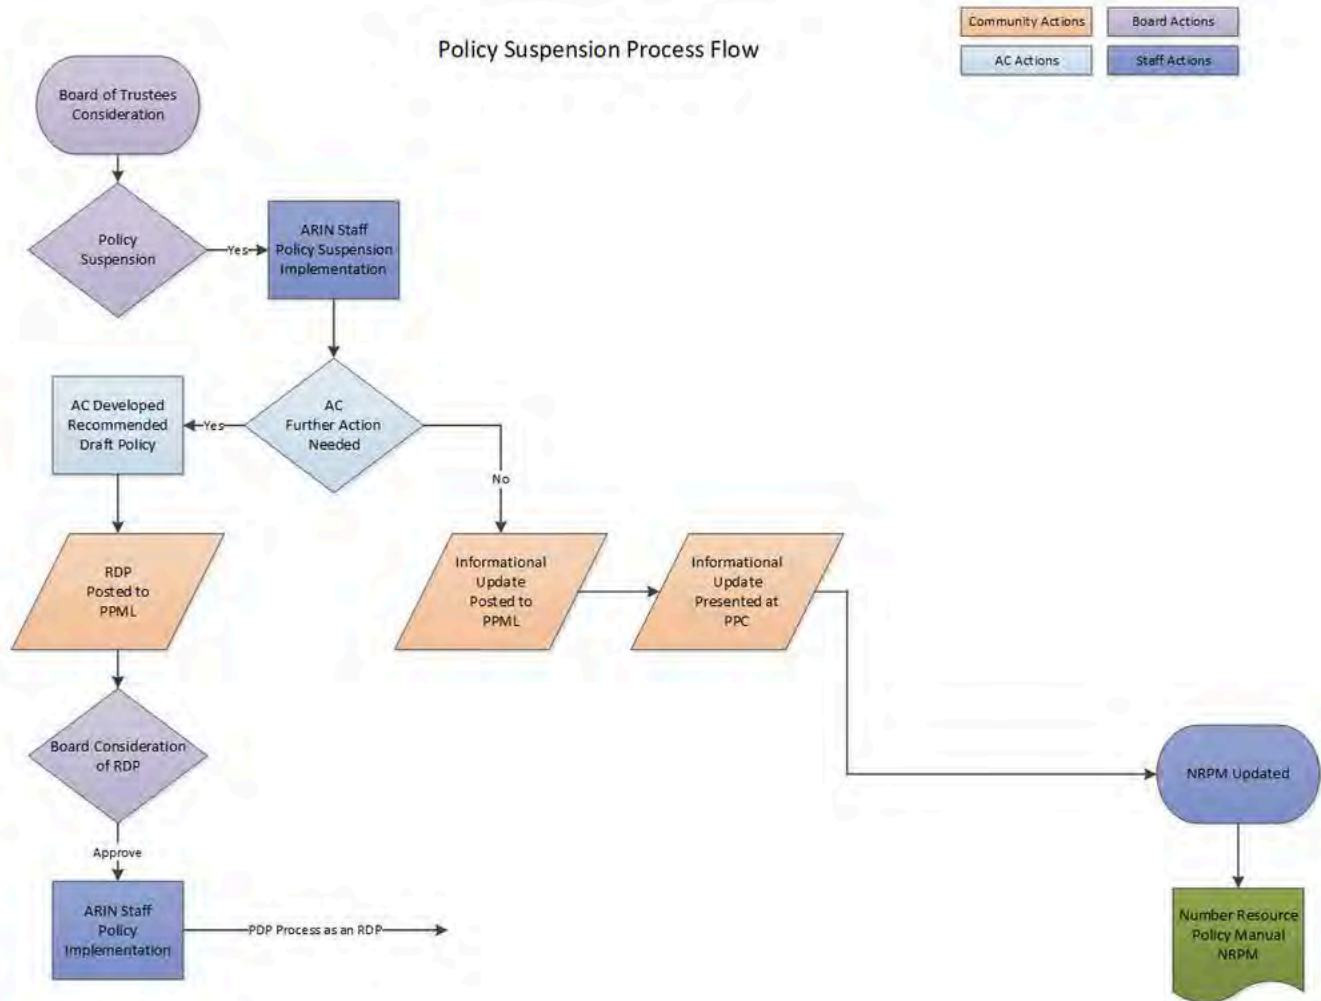 Policy Suspension Process Flow
Community Actions
Board Actions
AC Actions
Staff Actions
Board of Trustees
Consideration
Policy
Suspension
Yes
ARIN Staff
Policy Suspension
Implementation
AC
Further Action
Needed
Yes
AC Developed
Recommended
Draft Policy
No
RDP
Posted to
PPML
Informational
Update
Posted to
PPML
Informational
Update
Presented at
PPC
Board Consideration
of RDP
Approve
ARIN Staff
Policy
Implementation
PDP Process as an RDP
NRPM Updated
Number Resource
Policy Manual
NRPM